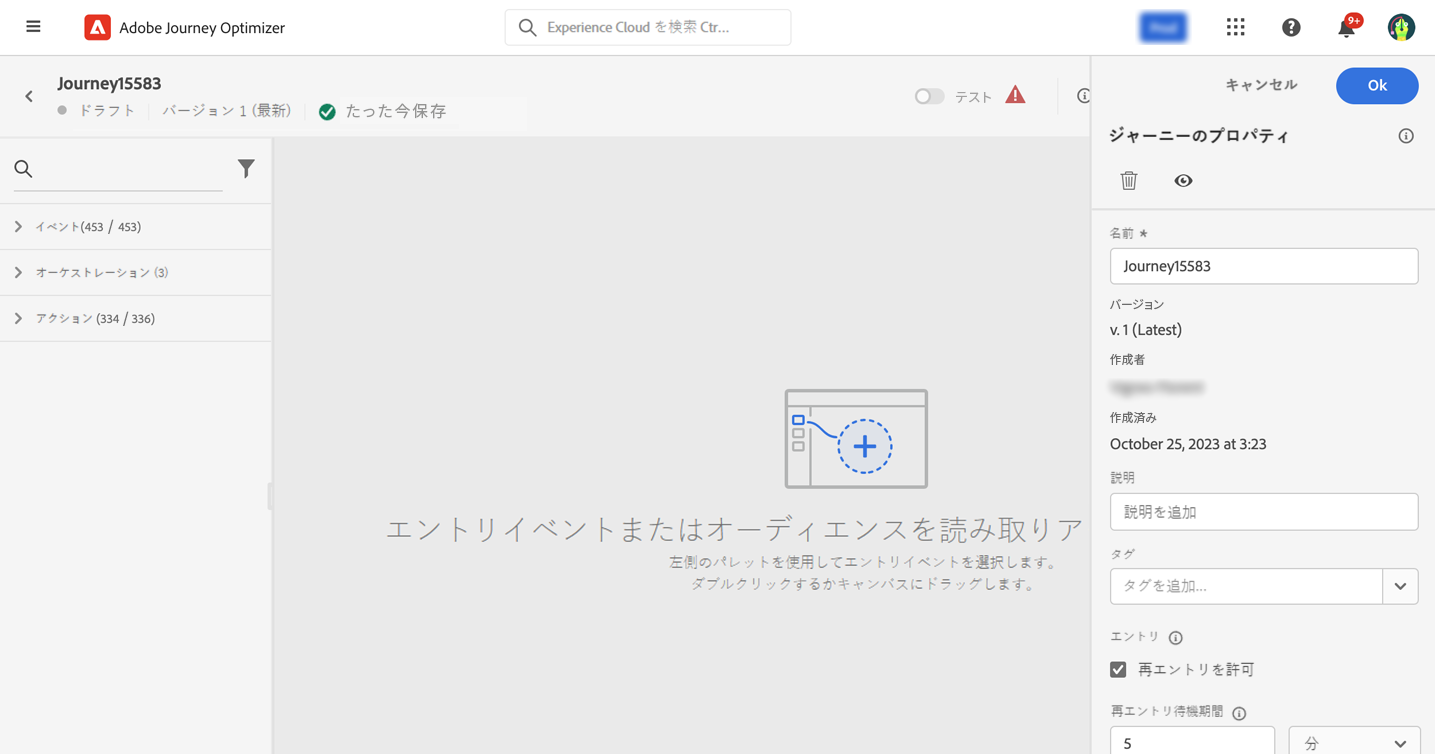 Adobe Journey Optimizer
Experience Cloud を検索 Ctr...
9+
Journey15583
ドラフト
バージョン 1 (最新)
たった今保存
テスト
キャンセル
Ok
ジャーニーのプロパティ
イベント(453 / 453)
オーケストレーション (3)
アクション (334 / 336)
エントリイベントまたはオーディエンスを読み取りア
左側のパレットを使用してエントリイベントを選択します。
ダブルクリックするかキャンバスにドラッグします。
名前 *
Journey15583
バージョン
v. 1 (Latest)
作成者
作成済み
October 25, 2023 at 3:23
説明
説明を追加
タグ
タグを追加...
エントリ
再エントリを許可
再エントリ待機期間
5
分